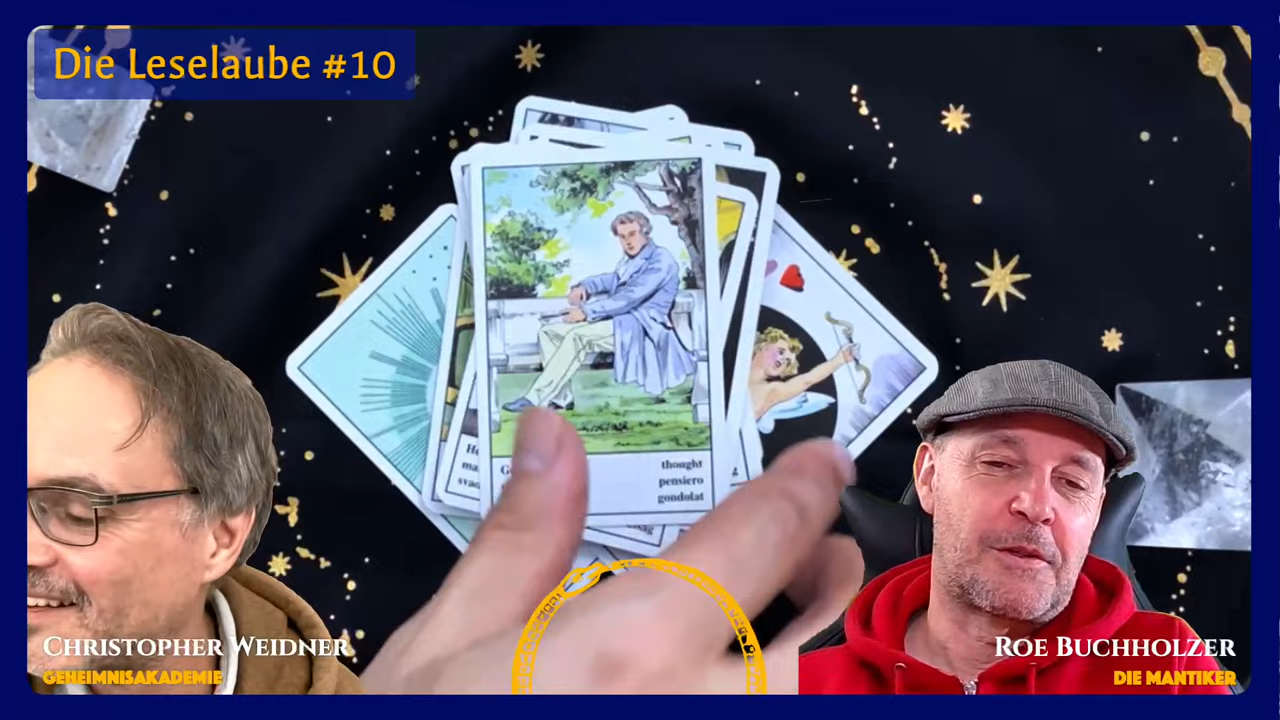 Die Leselaube #10
thought
pensiero
gondolat
CHRISTOPHER WEIDNER
GEHEIMNISAKADEMIE
ROE BUCHHOLZER
DIE MANTIKER